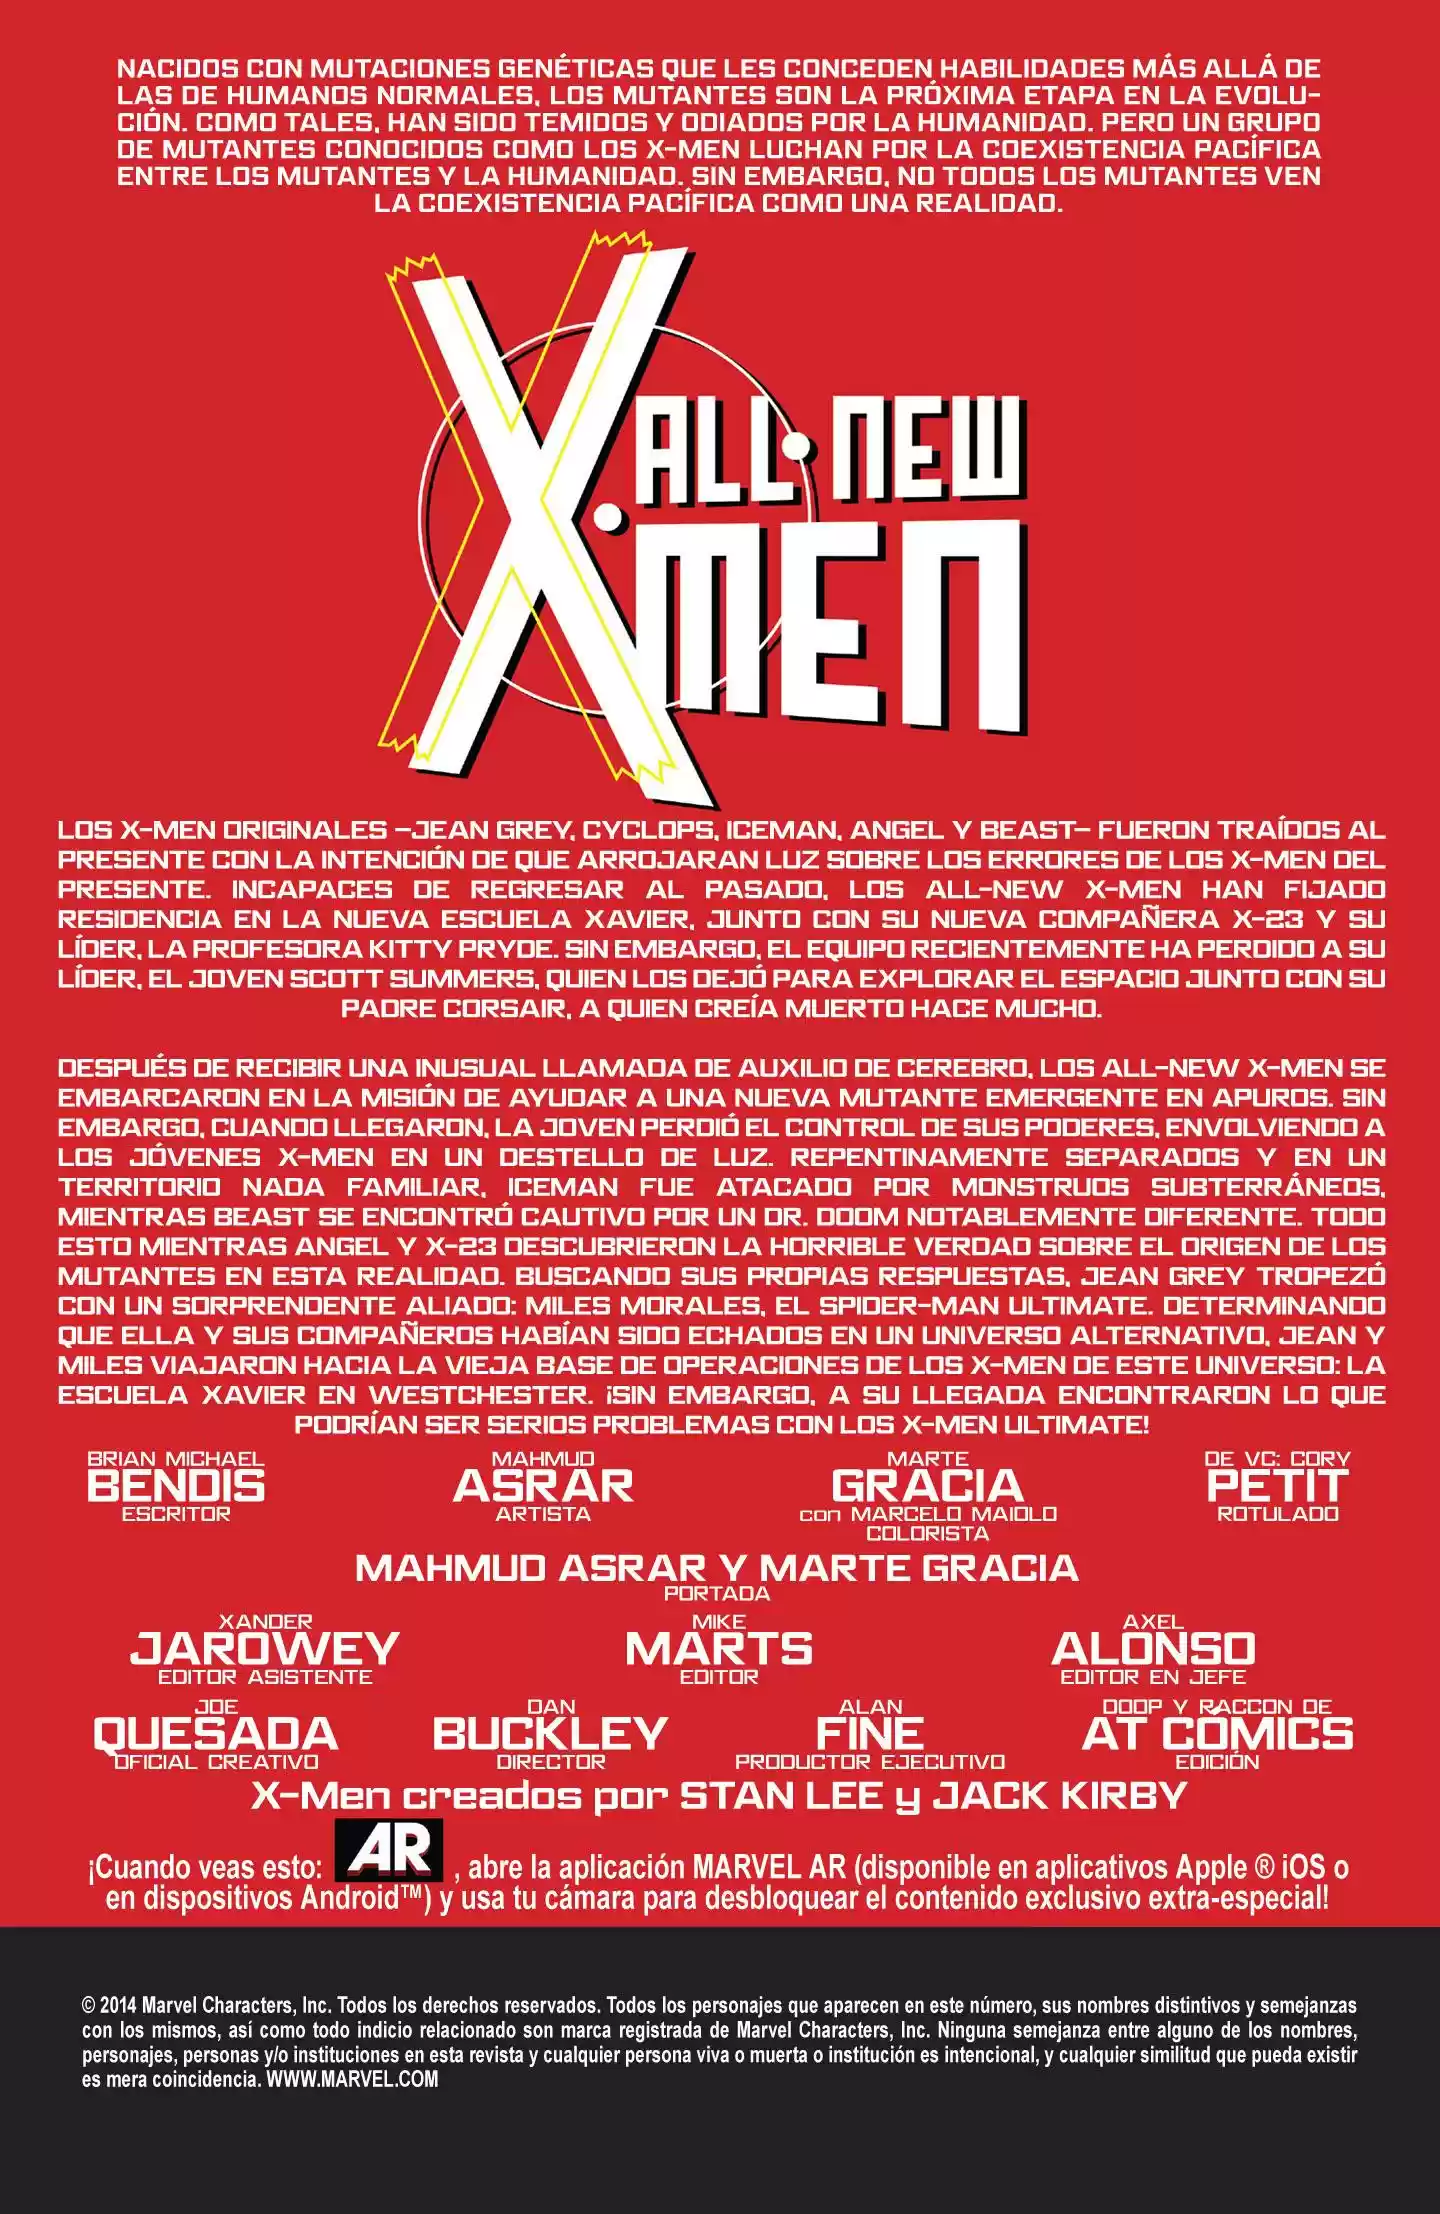 NACIDOS CON MUTACIONES GENÉTICAS QUE LES CONCEDEN HABILIDADES MÁS ALLÁ DE
LAS DE HUMANOS NORMALES, LOS MUTANTES SON LA PRÓXIMA ETAPA EN LA EVOLU-
CIÓN. COMO TALES, HAN SIDO TEMIDOS Y ODIADOS POR LA HUMANIDAD. PERO UN GRUPO
DE MUTANTES CONOCIDOS COMO LOS X-MEN LUCHAN POR LA COEXISTENCIA PACÍFICA
ENTRE LOS MUTANTES Y LA HUMANIDAD. SIN EMBARGO, NO TODOS LOS MUTANTES VEN
LA COEXISTENCIA PACÍFICA COMO UNA REALIDAD.
X ALL·NEW
X·MEN
LOS X-MEN ORIGINALES –JEAN GREY, CYCLOPS, ICEMAN, ANGEL Y BEAST– FUERON TRAÍDOS AL
PRESENTE CON LA INTENCIÓN DE QUE ARROJARAN LUZ SOBRE LOS ERRORES DE LOS X-MEN DEL
PRESENTE. INCAPACES DE REGRESAR AL PASADO, LOS ALL-NEW X-MEN HAN FIJADO
RESIDENCIA EN LA NUEVA ESCUELA XAVIER, JUNTO CON SU NUEVA COMPAÑERA X-23 Y SU
LÍDER, LA PROFESORA KITTY PRYDE. SIN EMBARGO, EL EQUIPO RECIENTEMENTE HA PERDIDO A SU
LÍDER, EL JOVEN SCOTT SUMMERS, QUIEN LOS DEJÓ PARA EXPLORAR EL ESPACIO JUNTO CON SU
PADRE CORSAIR, A QUIEN CREÍA MUERTO HACE MUCHO.
DESPUÉS DE RECIBIR UNA INUSUAL LLAMADA DE AUXILIO DE CEREBRO, LOS ALL-NEW X-MEN SE
EMBARCARON EN LA MISIÓN DE AYUDAR A UNA NUEVA MUTANTE EMERGENTE EN APUROS. SIN
EMBARGO, CUANDO LLEGARON, LA JOVEN PERDIÓ EL CONTROL DE SUS PODERES, ENVOLVIENDO A
LOS JÓVENES X-MEN EN UN DESTELLO DE LUZ. REPENTINAMENTE SEPARADOS Y EN UN
TERRITORIO NADA FAMILIAR, ICEMAN FUE ATACADO POR MONSTRUOS SUBTERRÁNEOS,
MIENTRAS BEAST SE ENCONTRÓ CAUTIVO POR UN DR. DOOM NOTABLEMENTE DIFERENTE. TODO
ESTO MIENTRAS ANGEL Y X-23 DESCUBRIERON LA HORRIBLE VERDAD SOBRE EL ORIGEN DE LOS
MUTANTES EN ESTA REALIDAD. BUSCANDO SUS PROPIAS RESPUESTAS, JEAN GREY TROPEZÓ
CON UN SORPRENDENTE ALIADO: MILES MORALES, EL SPIDER-MAN ULTIMATE. DETERMINANDO
QUE ELLA Y SUS COMPAÑEROS HABÍAN SIDO ECHADOS EN UN UNIVERSO ALTERNATIVO, JEAN Y
MILES VIAJARON HACIA LA VIEJA BASE DE OPERACIONES DE LOS X-MEN DE ESTE UNIVERSO: LA
ESCUELA XAVIER EN WESTCHESTER. ¡SIN EMBARGO, A SU LLEGADA ENCONTRARON LO QUE
PODRÍAN SER SERIOS PROBLEMAS CON LOS X-MEN ULTIMATE!
BRIAN MICHAEL MAHMUD MARTE DE VC: CORY
BENDIS ASRAR GRACIA PETIT
ESCRITOR ARTISTA con MARCELO MAIOLO ROTULADO
COLORISTA
MAHMUD ASRAR Y MARTE GRACIA
PORTADA
XANDER MIKE AXEL
JAROWEY MARTS ALONSO
EDITOR ASISTENTE EDITOR EDITOR EN JEFE
JOE DAN ALAN DOOP Y RACCON DE
QUESADA BUCKLEY FINE AT CÓMICS
OFICIAL CREATIVO DIRECTOR PRODUCTOR EJECUTIVO EDICIÓN
X-Men creados por STAN LEE y JACK KIRBY
¡Cuando veas esto: AR , abre la aplicación MARVEL AR (disponible en aplicativos Apple ® iOS o
en dispositivos Android™) y usa tu cámara para desbloquear el contenido exclusivo extra-especial!
© 2014 Marvel Characters, Inc. Todos los derechos reservados. Todos los personajes que aparecen en este número, sus nombres distintivos y semejanzas
con los mismos, así como todo indicio relacionado son marca registrada de Marvel Characters, Inc. Ninguna semejanza entre alguno de los nombres,
personajes, personas y/o instituciones en esta revista y cualquier persona viva o muerta o institución es intencional, y cualquier similitud que pueda existir
es mera coincidencia. WWW.MARVEL.COM